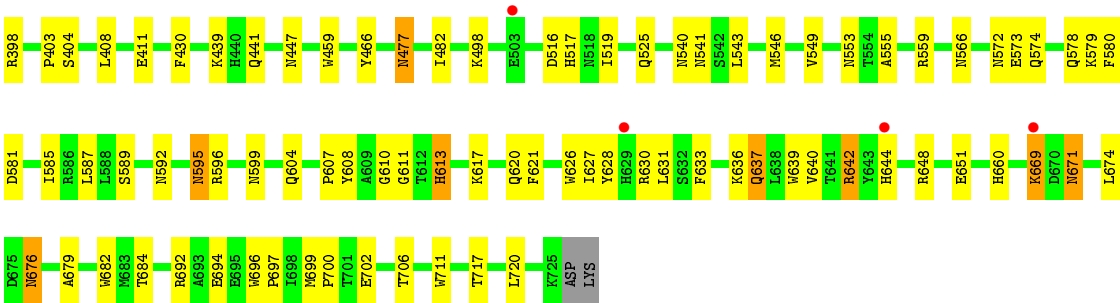 R398 P403 S404 L408 E411 F430 K439 H440 Q441 N447 W459 Y466 N477 I482 K498 E503 D516 H517 N518 I519 Q525 N540 N541 S542 L543 M546 V549 N553 T554 A555 R559 N566 N572 E573 Q574 Q578 K579 F580
D581 I585 R586 L587 L588 S589 N592 N595 R596 N599 Q604 P607 Y608 A609 G610 G611 T612 H613 K617 Q620 F621 W626 I627 Y628 H629 R630 L631 S632 F633 K636 Q637 L638 W639 V640 T641 R642 Y643 H644 R648 E651 H660 K669 D670 N671 L674
D675 N676 A679 W682 M683 T684 R692 A693 E694 E695 W696 P697 I698 M699 P700 T701 E702 T706 W711 T717 L720 K725 ASP LYS